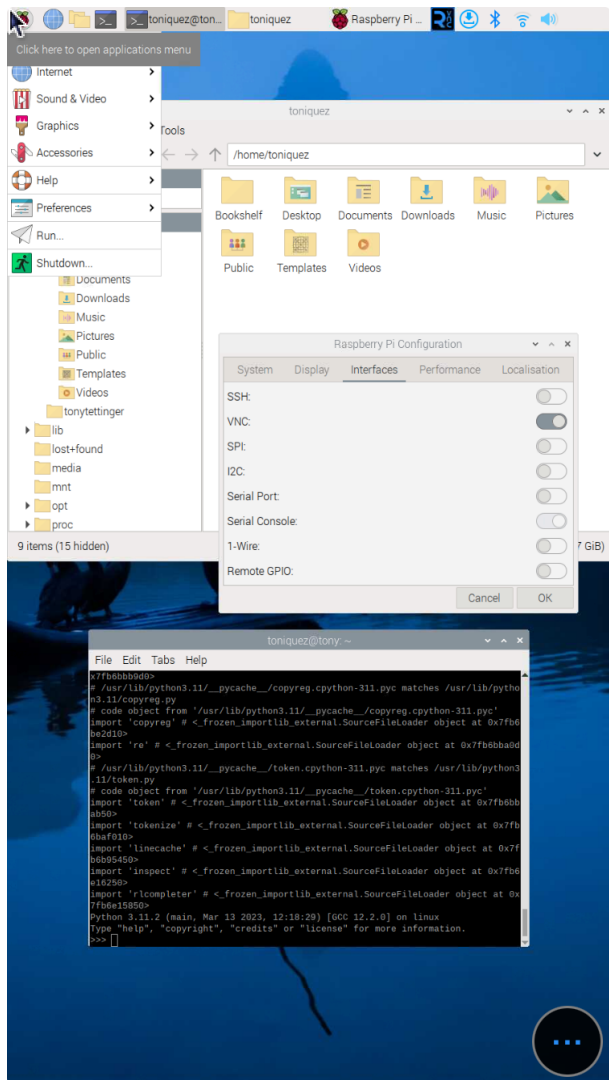 toniquez@ton...
toniquez
Raspberry Pi ...
Click here to open applications menu
Internet
Sound & Video
Graphics
Accessories
Help
Preferences
Run...
Shutdown...
toniquez
Tools
/home/toniquez
Bookshelf
Desktop
Documents
Downloads
Music
Pictures
Public
Templates
Videos
Documents
Downloads
Music
Pictures
Public
Templates
Videos
tonytettinger
lib
lost+found
media
mnt
opt
proc
9 items (15 hidden)
7 GiB)
Raspberry Pi Configuration
System Display Interfaces Performance Localisation
SSH:
VNC:
SPI:
I2C:
Serial Port:
Serial Console:
1-Wire:
Remote GPIO:
Cancel OK
toniquez@tony: ~
File Edit Tabs Help
x7fb6bbb9d0>
# /usr/lib/python3.11/__pycache__/copyreg.cpython-311.pyc matches /usr/lib/pytho
n3.11/copyreg.py
# code object from '/usr/lib/python3.11/__pycache__/copyreg.cpython-311.pyc'
import 'copyreg' # <_frozen_importlib_external.SourceFileLoader object at 0x7fb6
be2d10>
import 're' # <_frozen_importlib_external.SourceFileLoader object at 0x7fb6bba0d
0>
# /usr/lib/python3.11/__pycache__/token.cpython-311.pyc matches /usr/lib/python3
.11/token.py
# code object from '/usr/lib/python3.11/__pycache__/token.cpython-311.pyc'
import 'token' # <_frozen_importlib_external.SourceFileLoader object at 0x7fb6bb
ab50>
import 'tokenize' # <_frozen_importlib_external.SourceFileLoader object at 0x7fb
6baf010>
import 'linecache' # <_frozen_importlib_external.SourceFileLoader object at 0x7f
b6b95450>
import 'inspect' # <_frozen_importlib_external.SourceFileLoader object at 0x7fb6
e16250>
import 'rlcompleter' # <_frozen_importlib_external.SourceFileLoader object at 0x
7fb6e15850>
Python 3.11.2 (main, Mar 13 2023, 12:18:29) [GCC 12.2.0] on linux
Type "help", "copyright", "credits" or "license" for more information.
>>>